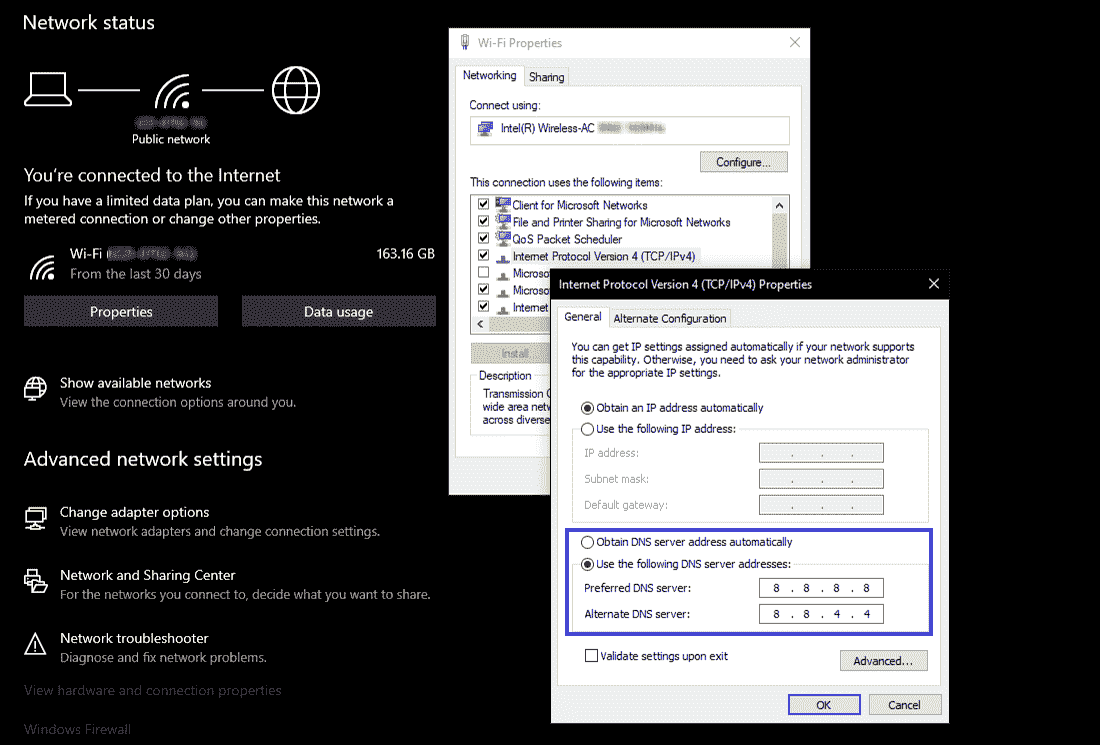 Network status
Public network
You're connected to the Internet
If you have a limited data plan, you can make this network a
metered connection or change other properties.
Wi-Fi
163.16 GB
From the last 30 days
Properties
Data usage
Show available networks
View the connection options around you.
Advanced network settings
Change adapter options
View network adapters and change connection settings.
Network and Sharing Center
For the networks you connect to, decide what you want to share.
Network troubleshooter
Diagnose and fix network problems.
View hardware and connection properties
Windows Firewall
Wi-Fi Properties
Networking
Sharing
Connect using:
Intel(R) Wireless-AC
Configure...
This connection uses the following items:
Client for Microsoft Networks
File and Printer Sharing for Microsoft Networks
QoS Packet Scheduler
Internet Protocol Version 4 (TCP/IPv4)
Microso
Microso
Internet
Install
Description
Transmission C
wide area netw
across diverse
Internet Protocol Version 4 (TCP/IPv4) Properties
General
Alternate Configuration
You can get IP settings assigned automatically if your network supports
this capability. Otherwise, you need to ask your network administrator
for the appropriate IP settings.
Obtain an IP address automatically
Use the following IP address:
IP address:
. . .
Subnet mask:
. . .
Default gateway:
. . .
Obtain DNS server address automatically
Use the following DNS server addresses:
Preferred DNS server:
8 . 8 . 8 . 8
Alternate DNS server:
8 . 8 . 4 . 4
Validate settings upon exit
Advanced...
OK
Cancel